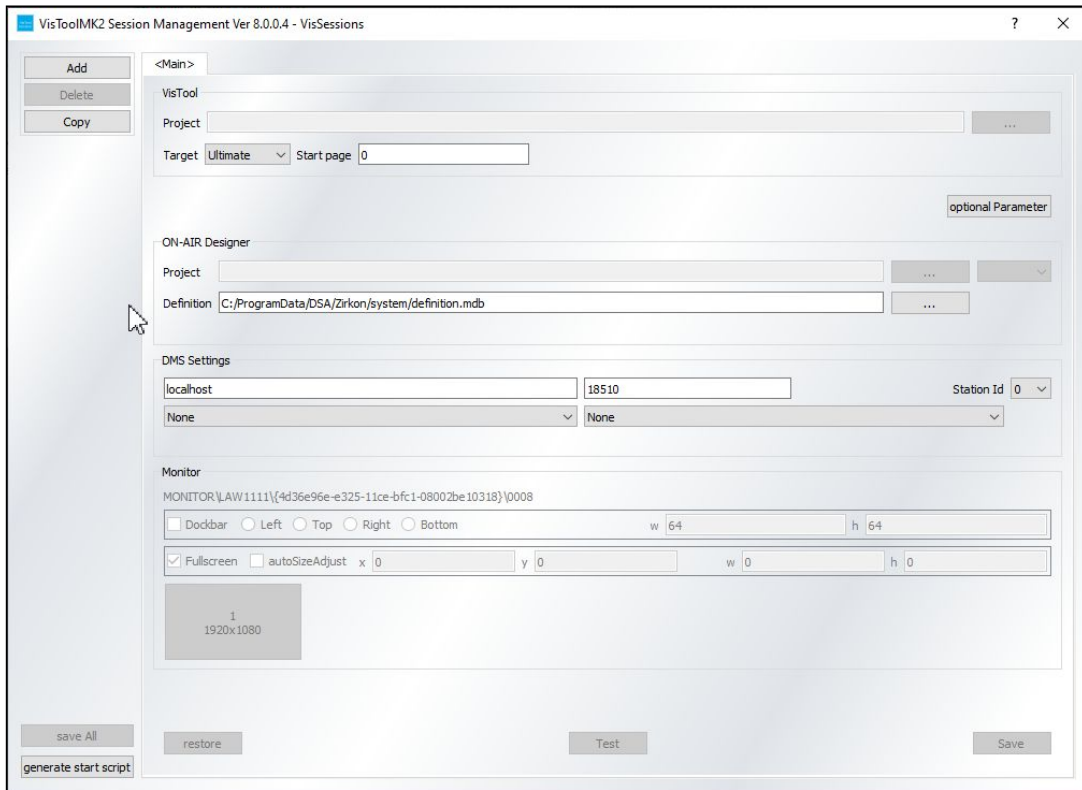 VisToolMK2 Session Management Ver 8.0.0.4 - VisSessions ?
Add
Delete
Copy
<Main>
VisTool
Project ...
Target Ultimate Start page 0
optional Parameter
ON-AIR Designer
Project ...
Definition C:/ProgramData/DSA/Zirkon/system/definition.mdb ...
DMS Settings
localhost 18510 Station Id 0
None None
Monitor
MONITOR\LAW1111\{4d36e96e-e325-11ce-bfc1-08002be10318}\0008
Dockbar Left Top Right Bottom w 64 h 64
Fullscreen autoSizeAdjust x 0 y 0 w 0 h 0
1
1920x1080
save All
restore Test Save
generate start script